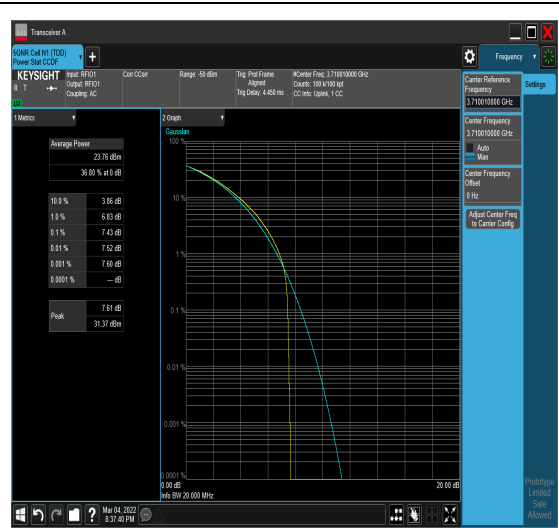 Transceiver A
5GNR Cell N1 (TDD)
Power Stat CCDF
KEYSIGHT
R T
LVI
Input: RFIO1
Output: RFIO1
Coupling: AC
Corr CCorr
Range: -50 dBm
Trig: Prot Frame
Aligned
Trig Delay: 4.450 ms
#Center Freq: 3.710010000 GHz
Counts: 100 k/100 kpt
CC Info: Uplink, 1 CC
Frequency
Settings
Carrier Reference
Frequency
3.710010000 GHz
Center Frequency
3.710010000 GHz
Auto
Man
Center Frequency
Offset
0 Hz
Adjust Center Freq
to Carrier Config
1 Metrics
Average Power
23.76 dBm
36.80 % at 0 dB
10.0 % 3.86 dB
1.0 % 6.83 dB
0.1 % 7.43 dB
0.01 % 7.52 dB
0.001 % 7.60 dB
0.0001 % --- dB
Peak
7.61 dB
31.37 dBm
2 Graph
Gaussian
100 %
10 %
1 %
0.1 %
0.01 %
0.001 %
0.0001 %
0.00 dB 20.00 dB
Info BW 20.000 MHz
Mar 04, 2022
8:37:40 PM
Prototype
Limited
Sale
Allowed